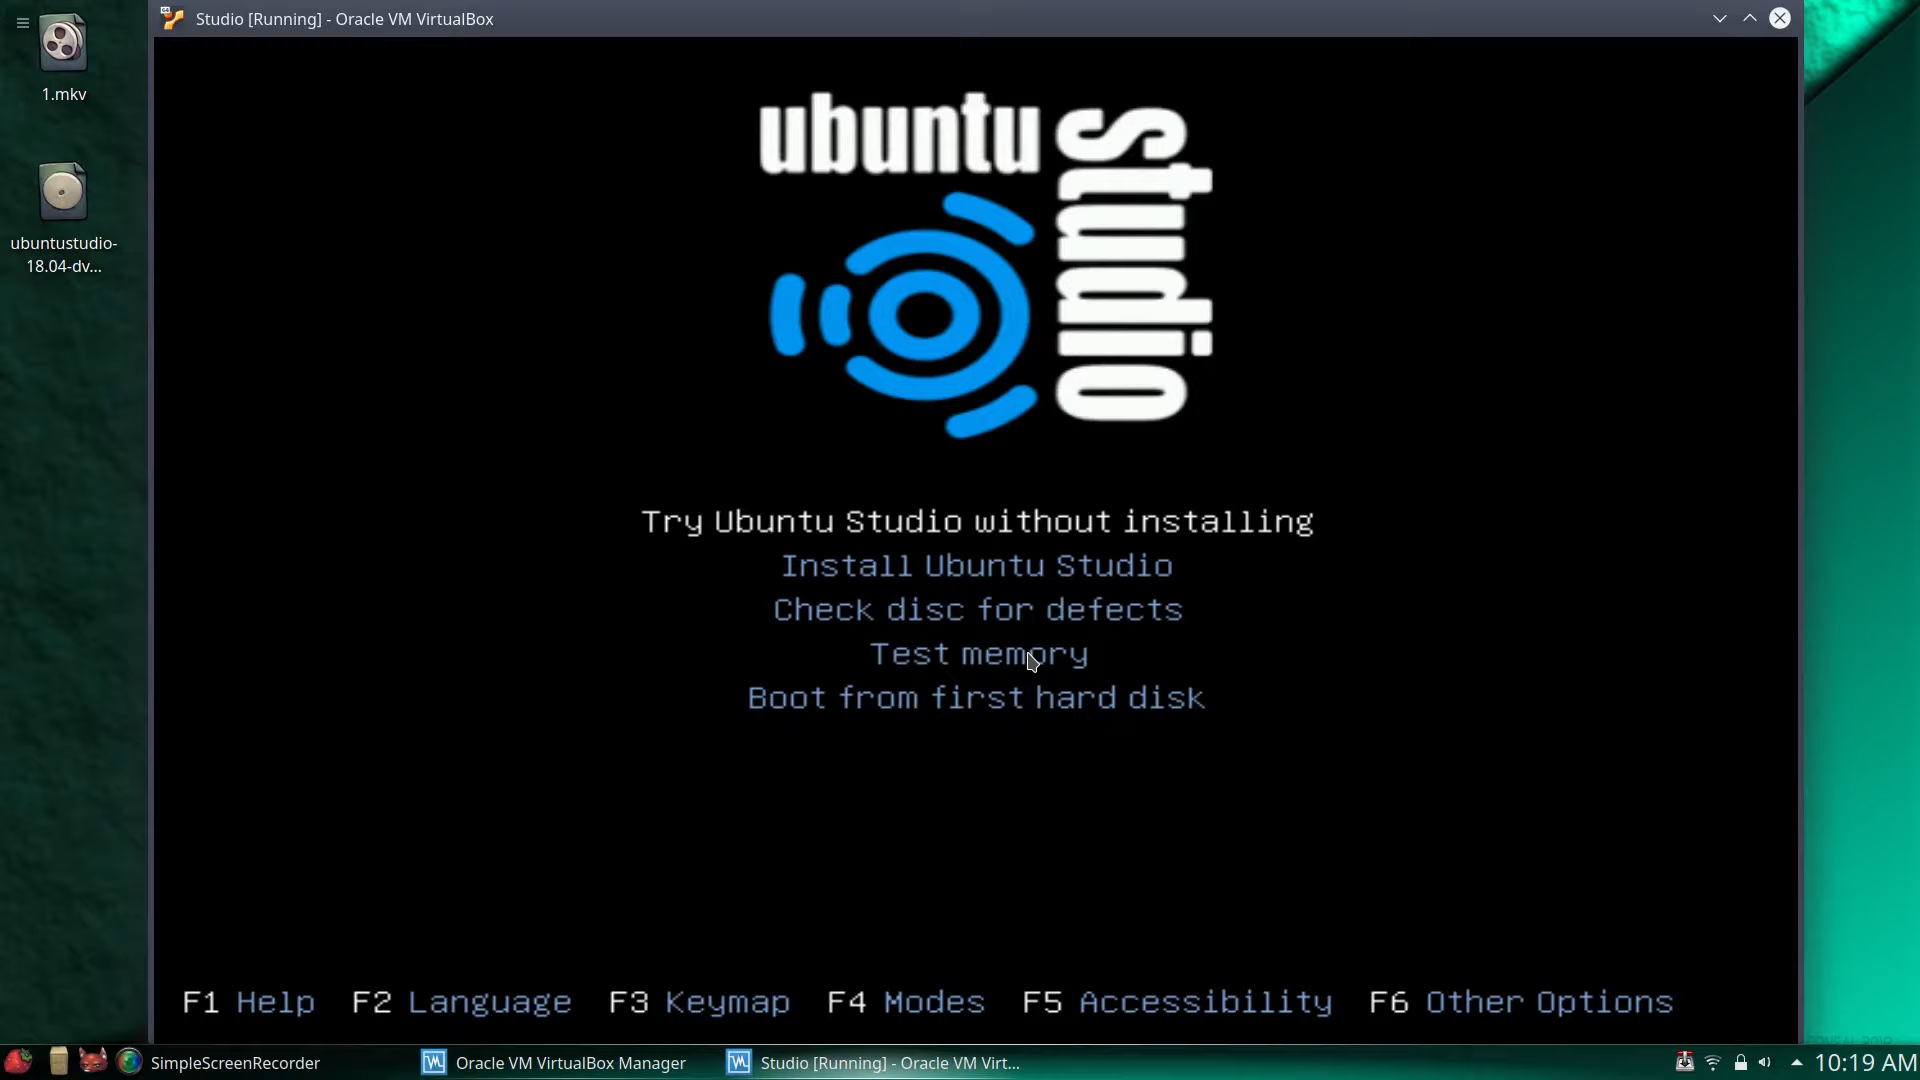 Studio [Running] - Oracle VM VirtualBox
1.mkv
ubuntustudio-
18.04-dv...
ubuntu
studio
Try Ubuntu Studio without installing
Install Ubuntu Studio
Check disc for defects
Test memory
Boot from first hard disk
F1 Help F2 Language F3 Keymap F4 Modes F5 Accessibility F6 Other Options
SimpleScreenRecorder Oracle VM VirtualBox Manager Studio [Running] - Oracle VM Virt... 10:19 AM